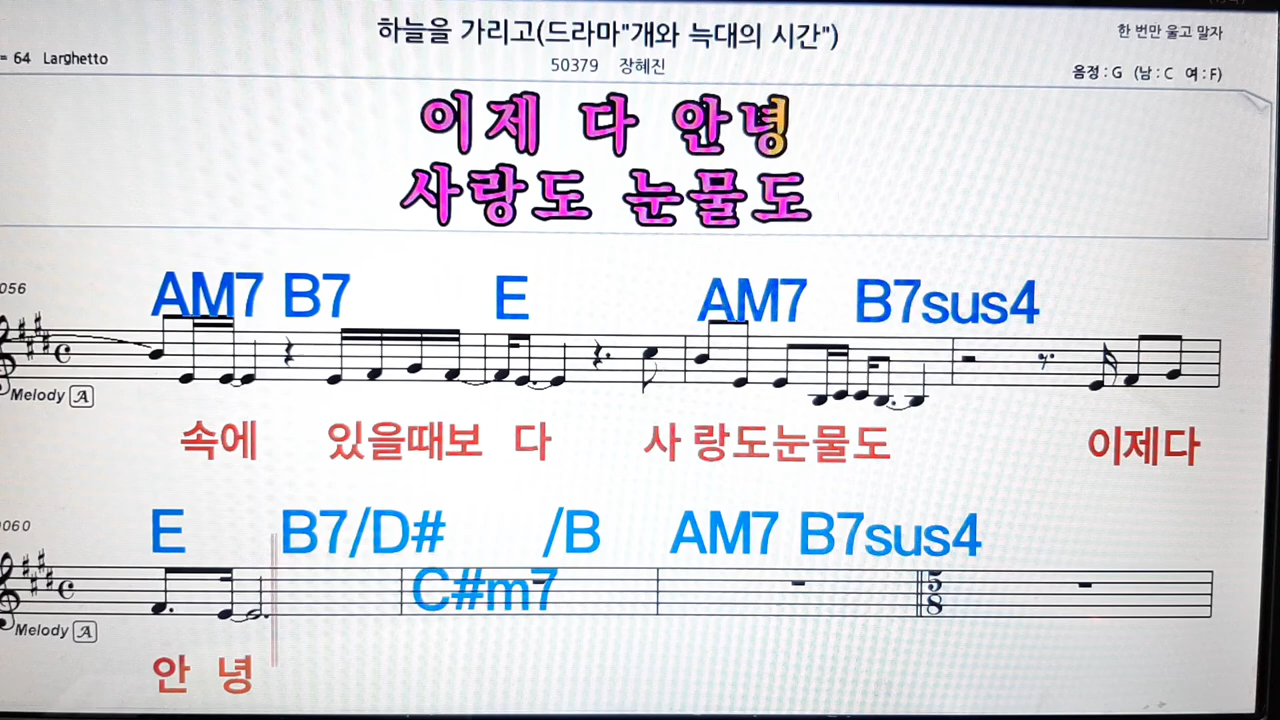 하늘을 가리고(드라마"개와 늑대의 시간")
한 번만 울고 말자
= 64 Larghetto
50379 장혜진
음정 : G (남 : C 여 : F)
이제 다 안녕
사랑도 눈물도
056
AM7 B7 E AM7 B7sus4
Melody A
속에 있을때보 다 사 랑도눈물도 이제다
0060
E B7/D# /B AM7 B7sus4
C#m7
5
8
Melody A
안 녕